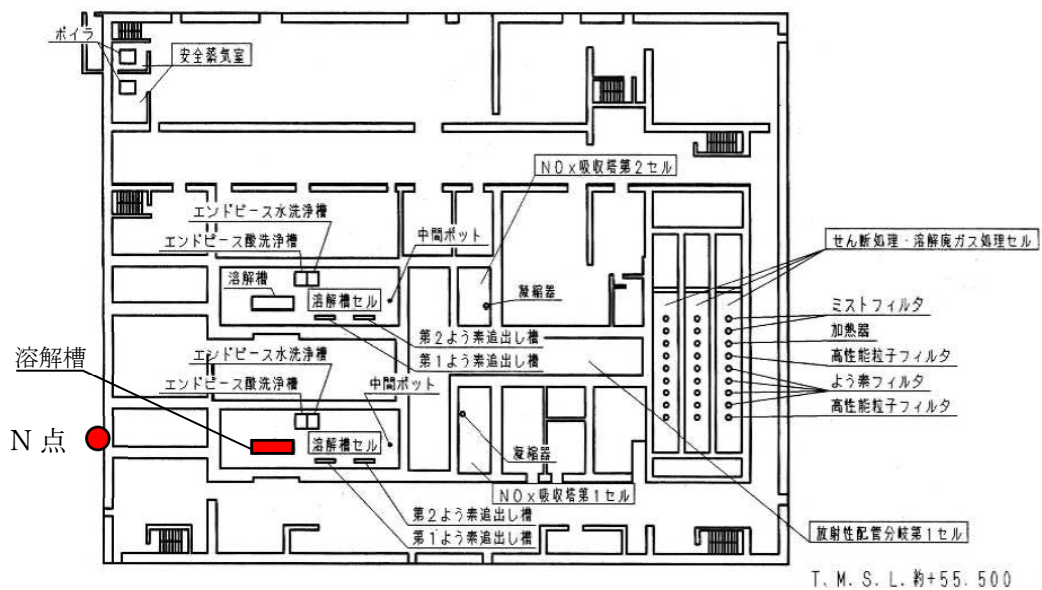 ボイラ
安全蒸気室
NOx吸収塔第2セル
エンドピース水洗浄槽
エンドピース酸洗浄槽
中間ポット
せん断処理・溶解廃ガス処理セル
溶解槽
溶解槽セル
凝縮器
ミストフィルタ
加熱器
第2よう素追出し槽
第1よう素追出し槽
高性能粒子フィルタ
溶解槽
エンドピース水洗浄槽
よう素フィルタ
エンドピース酸洗浄槽
中間ポット
高性能粒子フィルタ
N 点
溶解槽セル
凝縮器
NOx吸収塔第1セル
第2よう素追出し槽
第1よう素追出し槽
放射性配管分岐第1セル
T.M.S.L.約+55.500